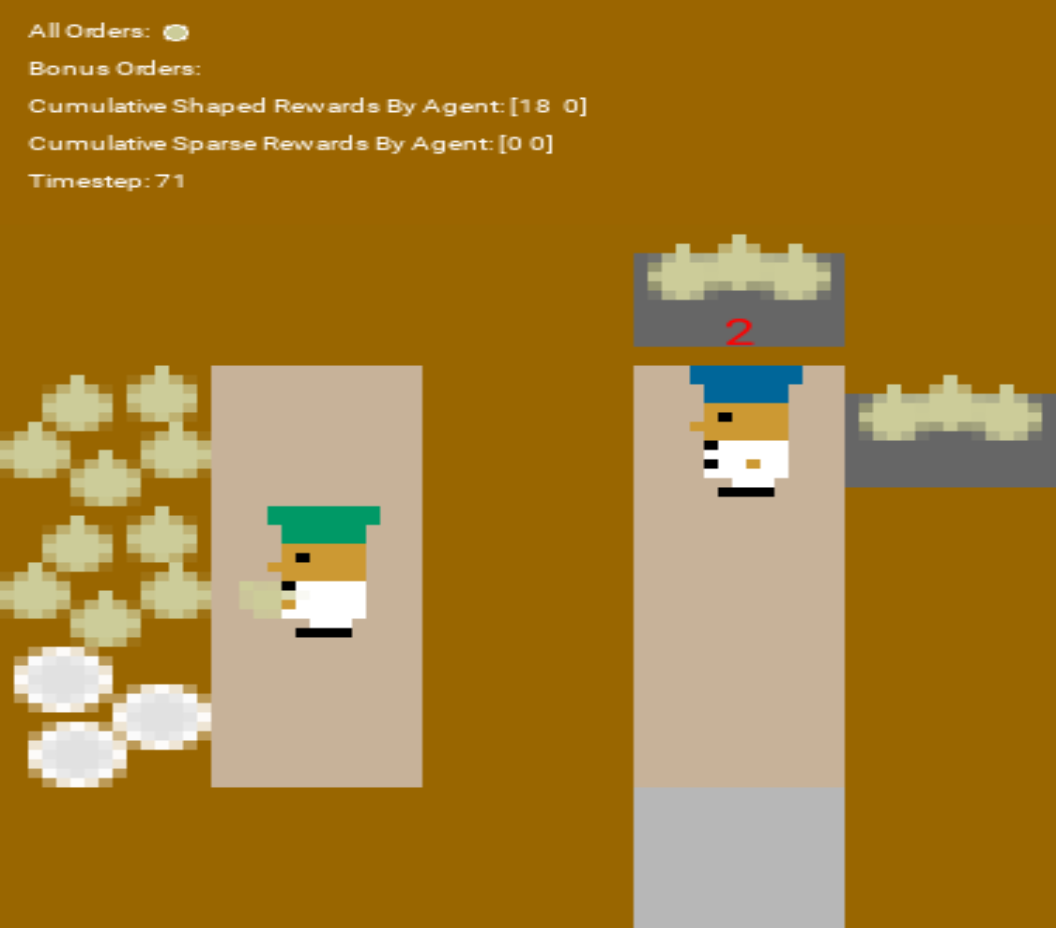 All Orders:
Bonus Orders:
Cumulative Shaped Rewards By Agent: [18 0]
Cumulative Sparse Rewards By Agent: [0 0]
Timestep: 71
2